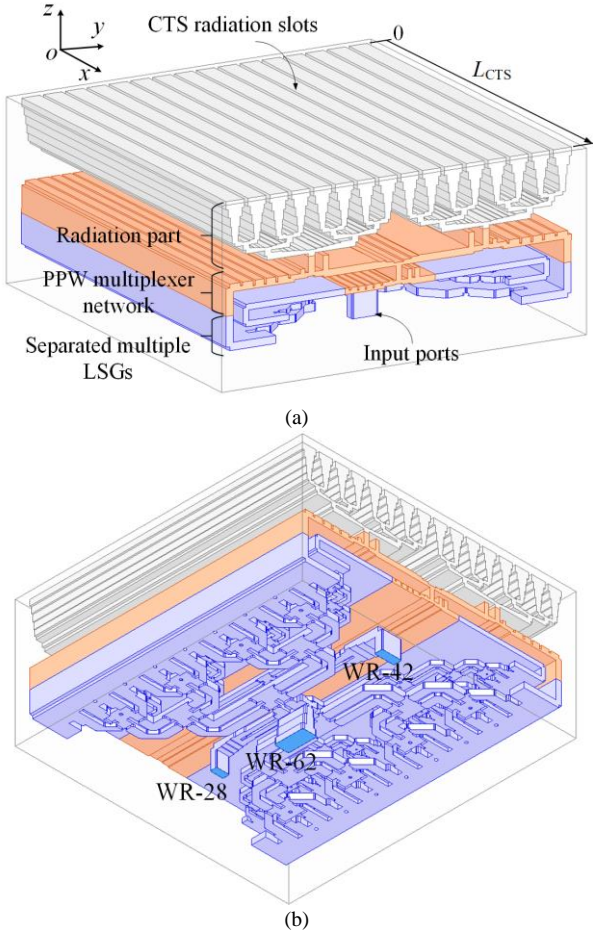 z
y
o
x
CTS radiation slots
0
L_CTS
Radiation part
PPW multiplexer
network
Separated multiple
LSGs
Input ports
(a)
WR-42
WR-62
WR-28
(b)